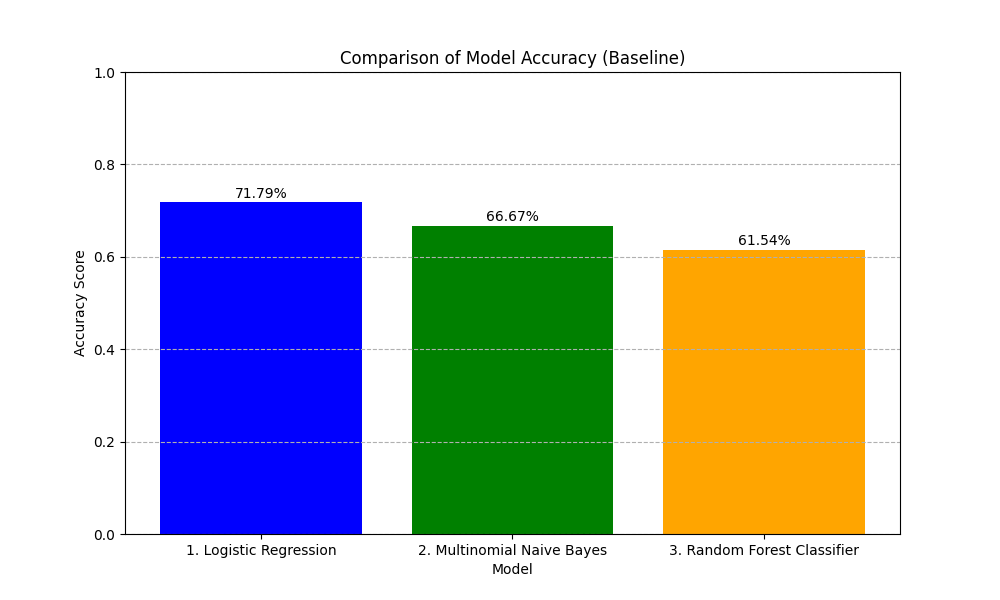 Comparison of Model Accuracy (Baseline)
1.0
0.8
0.6
0.4
0.2
0.0
Accuracy Score
71.79%
66.67%
61.54%
1. Logistic Regression
2. Multinomial Naive Bayes
3. Random Forest Classifier
Model